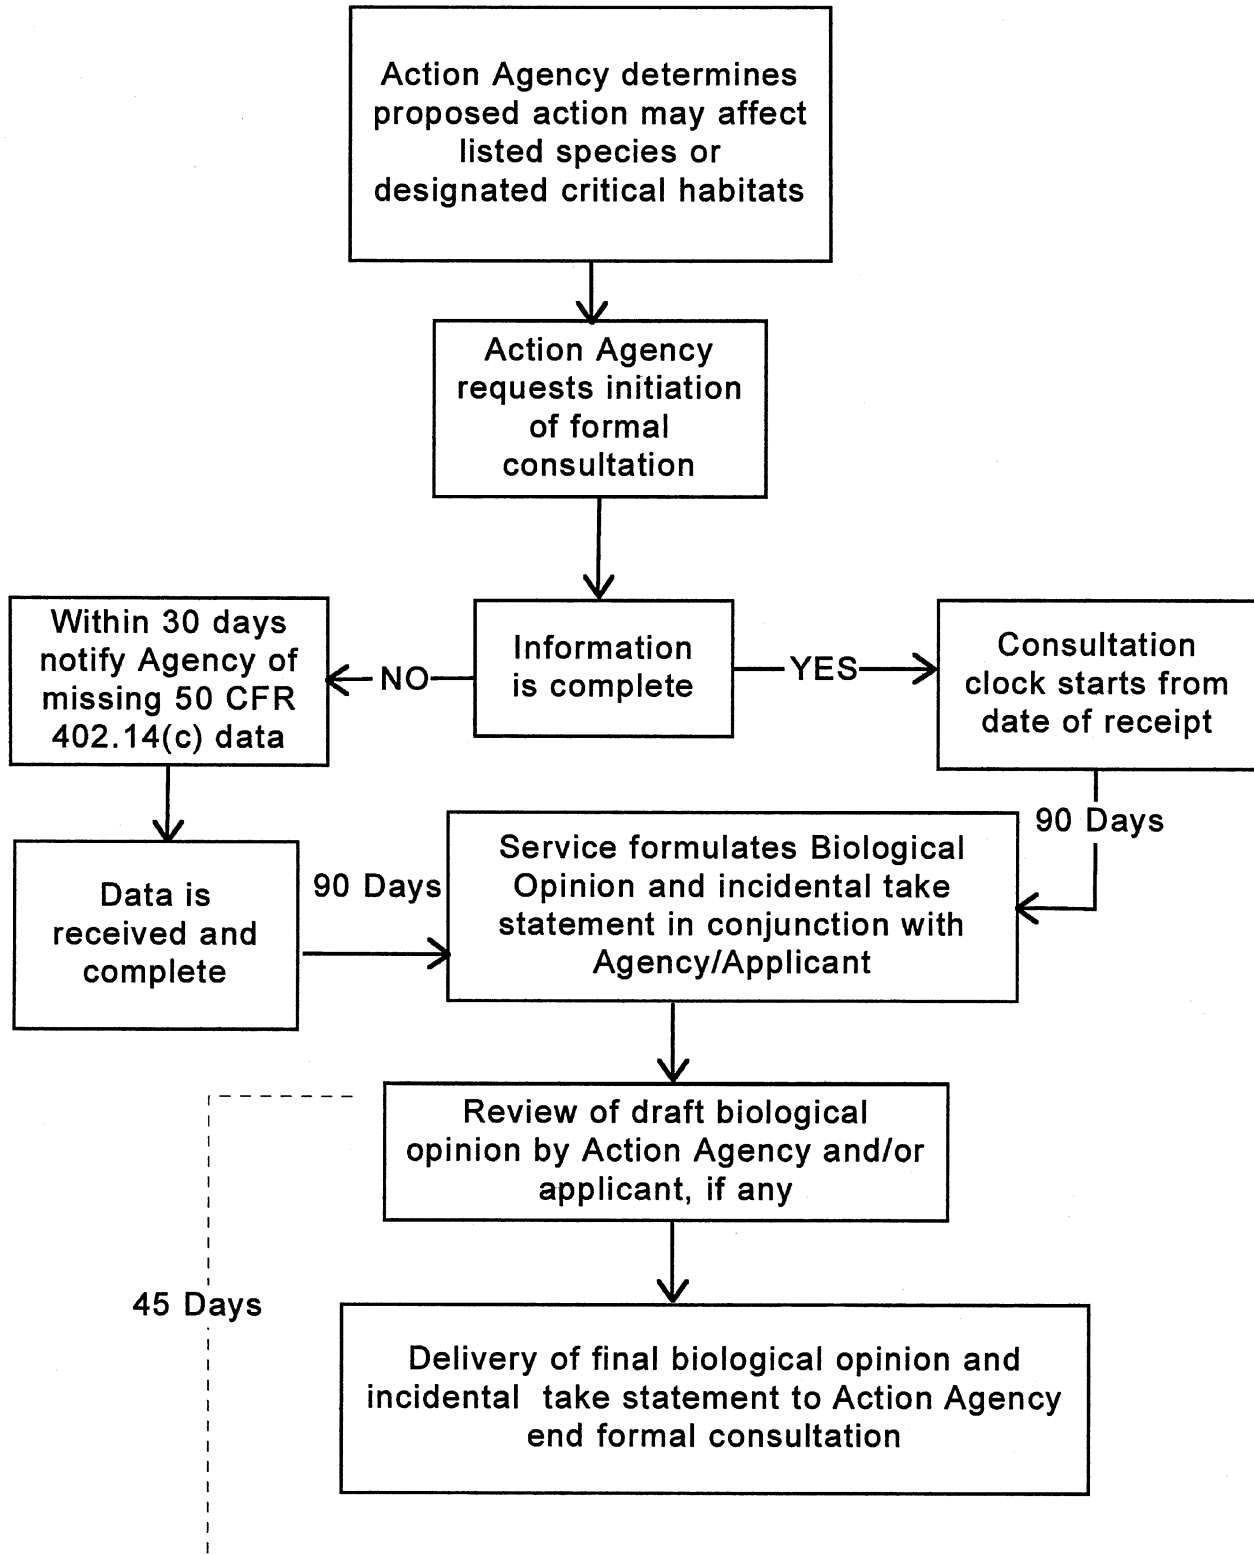 Action Agency determines
proposed action may affect
listed species or
designated critical habitats
Action Agency
requests initiation
of formal
consultation
Within 30 days
notify Agency of
missing 50 CFR
402.14(c) data
NO
Information
is complete
YES
Consultation
clock starts from
date of receipt
90 Days
Data is
received and
complete
90 Days
Service formulates Biological
Opinion and incidental take
statement in conjunction with
Agency/Applicant
Review of draft biological
opinion by Action Agency and/or
applicant, if any
45 Days
Delivery of final biological opinion and
incidental take statement to Action Agency
end formal consultation